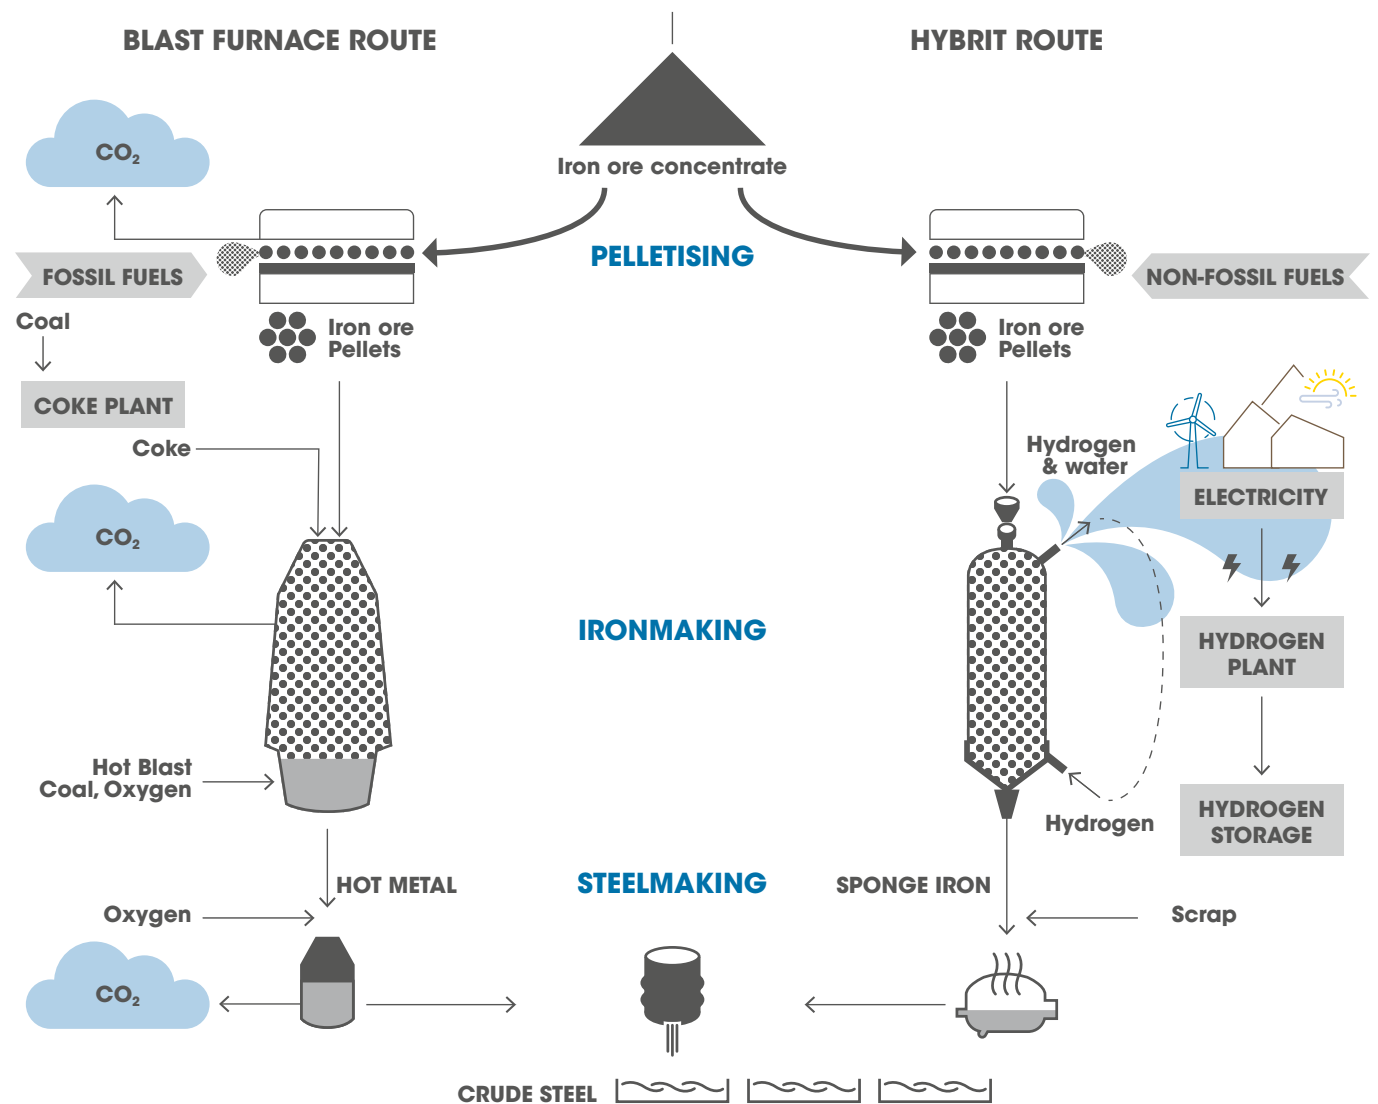 BLAST FURNACE ROUTE
HYBRIT ROUTE
CO₂
Iron ore concentrate
PELLETISING
FOSSIL FUELS
NON-FOSSIL FUELS
Coal
Iron ore
Pellets
Iron ore
Pellets
COKE PLANT
Coke
Hydrogen
& water
ELECTRICITY
CO₂
IRONMAKING
HYDROGEN
PLANT
Hot Blast
Coal, Oxygen
Hydrogen
HYDROGEN
STORAGE
HOT METAL
STEELMAKING
SPONGE IRON
Oxygen
Scrap
CO₂
CRUDE STEEL